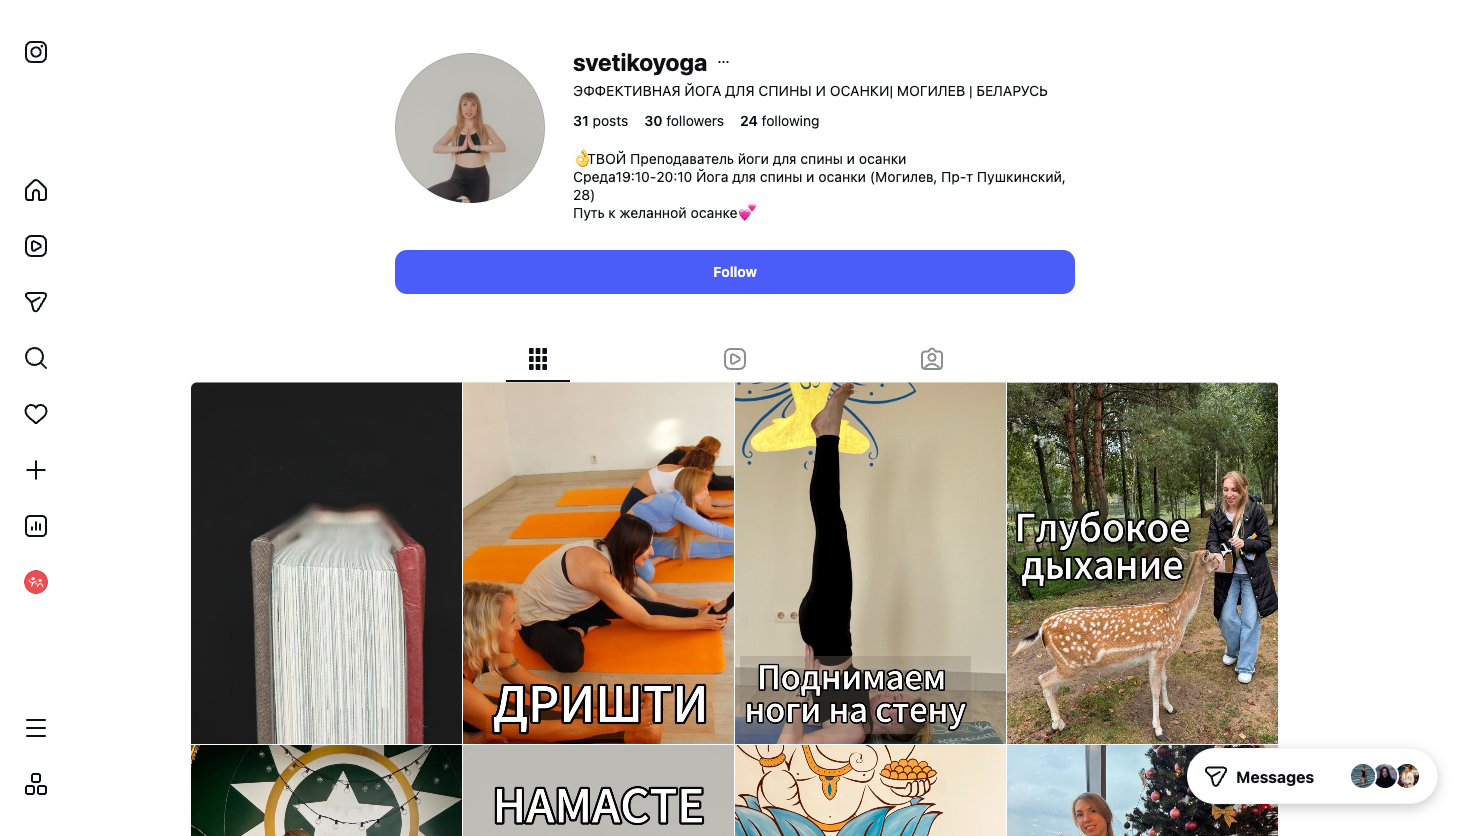 svetikoyoga ...
ЭФФЕКТИВНАЯ ЙОГА ДЛЯ СПИНЫ И ОСАНКИ| МОГИЛЕВ | БЕЛАРУСЬ
31 posts 30 followers 24 following
👌ТВОЙ Преподаватель йоги для спины и осанки
Среда19:10-20:10 Йога для спины и осанки (Могилев, Пр-т Пушкинский,
28)
Путь к желанной осанке💕
Follow
ДРИШТИ
Поднимаем
ноги на стену
Глубокое
дыхание
НАМАСТЕ
Messages